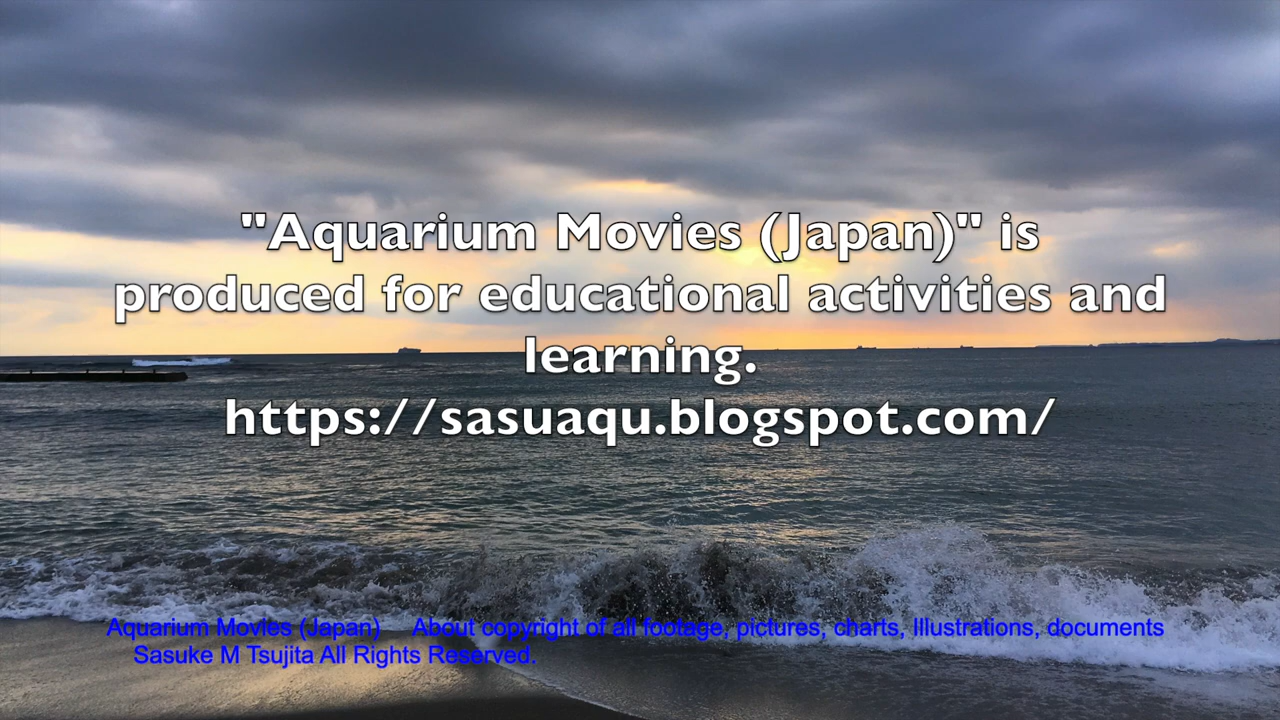 "Aquarium Movies (Japan)" is
produced for educational activities and
learning.
https://sasuaqu.blogspot.com/
Aquarium Movies (Japan) About copyright of all footage, pictures, charts, Illustrations, documents
Sasuke M Tsujita All Rights Reserved.